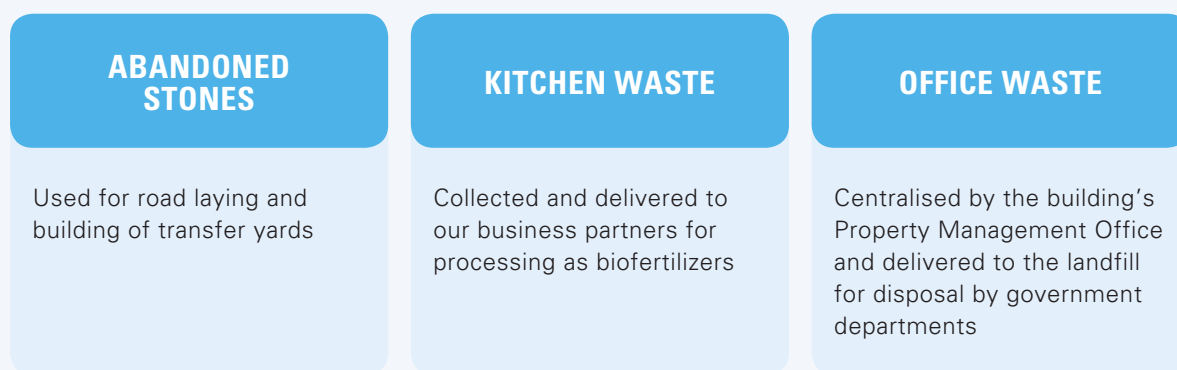 ABANDONED
STONES
Used for road laying and
building of transfer yards
KITCHEN WASTE
Collected and delivered to
our business partners for
processing as biofertilizers
OFFICE WASTE
Centralised by the building's
Property Management Office
and delivered to the landfill
for disposal by government
departments